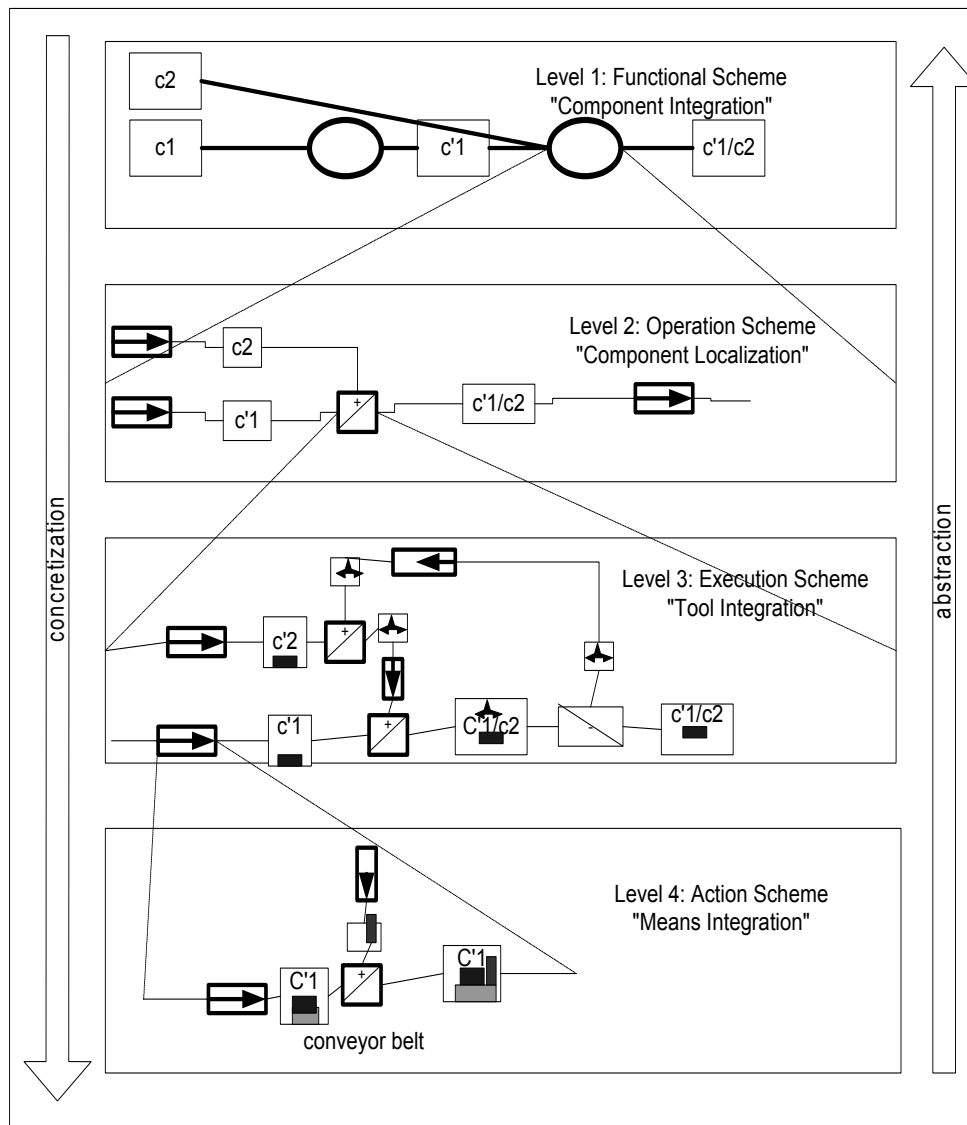 concretization
abstraction
Level 1: Functional Scheme
"Component Integration"
c2
c1
c'1
c'1/c2
Level 2: Operation Scheme
"Component Localization"
c2
c'1
+
c'1/c2
Level 3: Execution Scheme
"Tool Integration"
c'2
+
c'1
+
C'1/c2
-
c'1/c2
Level 4: Action Scheme
"Means Integration"
C'1
+
C'1
conveyor belt